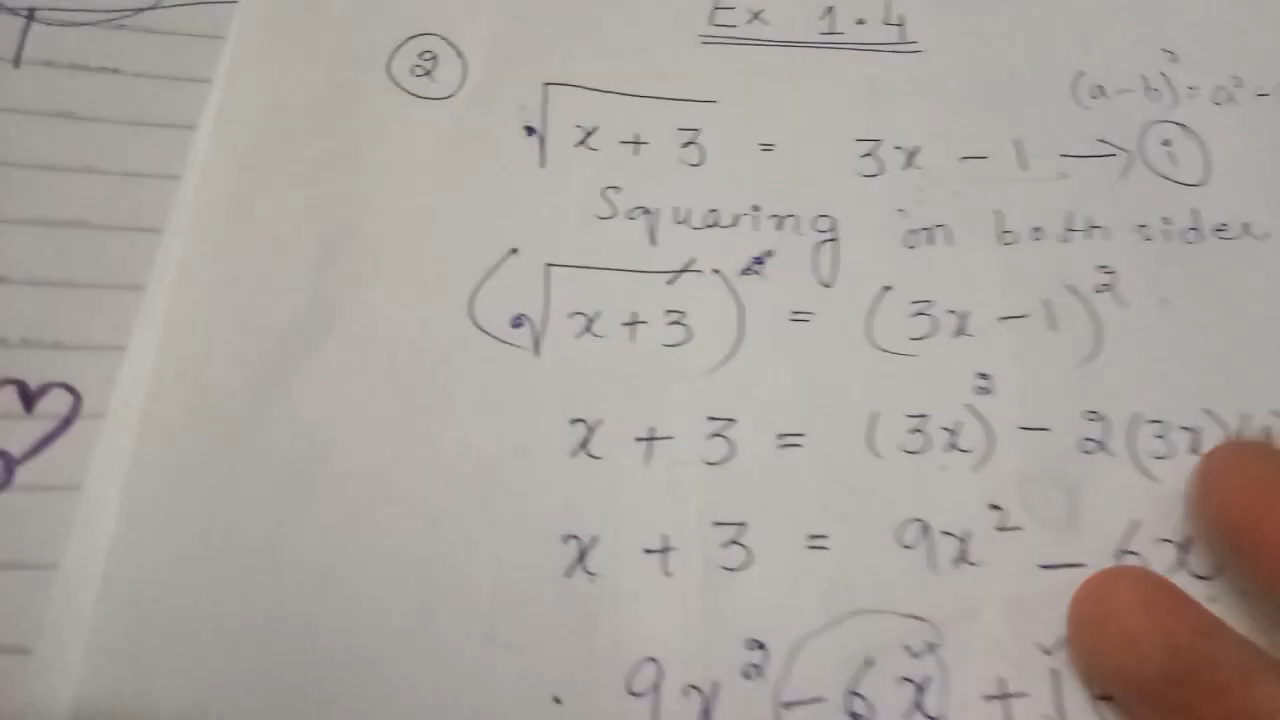 Ex 1.4
② (a-b)² = a² -
√(x + 3) = 3x - 1 → ⓘ
Squaring on both sides
(√(x + 3))² = (3x - 1)²
x + 3 = (3x)² - 2(3x)
x + 3 = 9x² - 6x
9x² - 6x + 1